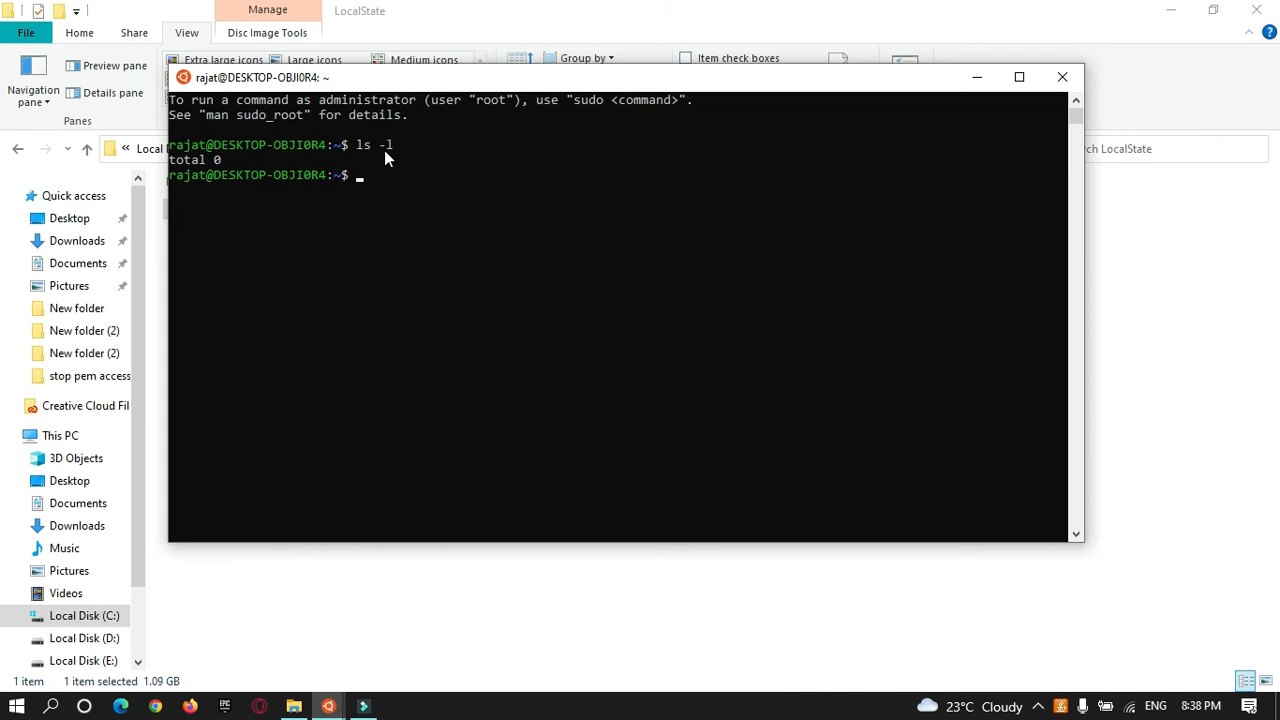 Manage
LocalState
File
Home
Share
View
Disc Image Tools
Navigation
pane
Preview pane
Details pane
Panes
Extra large icons
Large icons
Medium icons
Group by
Item check boxes
rajat@DESKTOP-OBJI0R4: ~
To run a command as administrator (user "root"), use "sudo <command>".
See "man sudo_root" for details.
rajat@DESKTOP-OBJI0R4:~$ ls -l
total 0
rajat@DESKTOP-OBJI0R4:~$
« Local
rch LocalState
Quick access
Desktop
Downloads
Documents
Pictures
New folder
New folder (2)
New folder (2)
stop pem access
Creative Cloud Fil
This PC
3D Objects
Desktop
Documents
Downloads
Music
Pictures
Videos
Local Disk (C:)
Local Disk (D:)
Local Disk (E:)
1 item
1 item selected 1.09 GB
EPIC
23°C Cloudy
ENG
8:38 PM